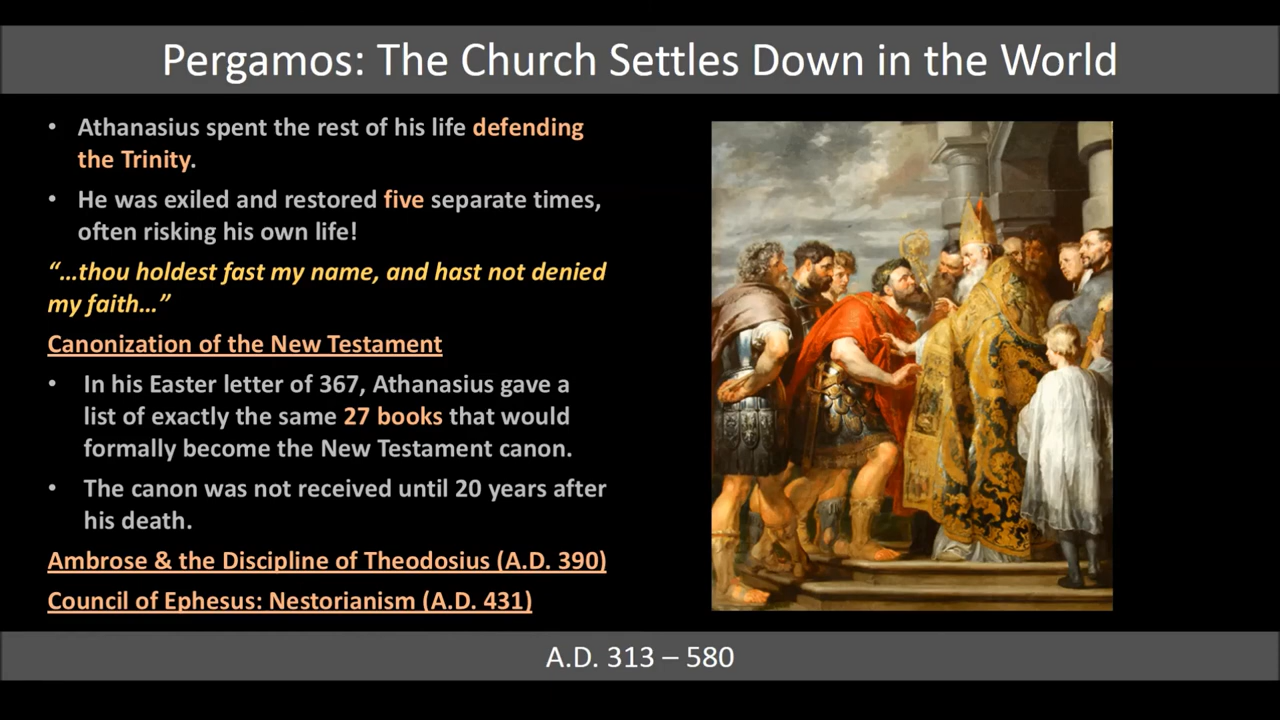 Pergamos: The Church Settles Down in the World
• Athanasius spent the rest of his life defending
the Trinity.
• He was exiled and restored five separate times,
often risking his own life!
“…thou holdest fast my name, and hast not denied
my faith…”
Canonization of the New Testament
• In his Easter letter of 367, Athanasius gave a
list of exactly the same 27 books that would
formally become the New Testament canon.
• The canon was not received until 20 years after
his death.
Ambrose & the Discipline of Theodosius (A.D. 390)
Council of Ephesus: Nestorianism (A.D. 431)
A.D. 313 – 580